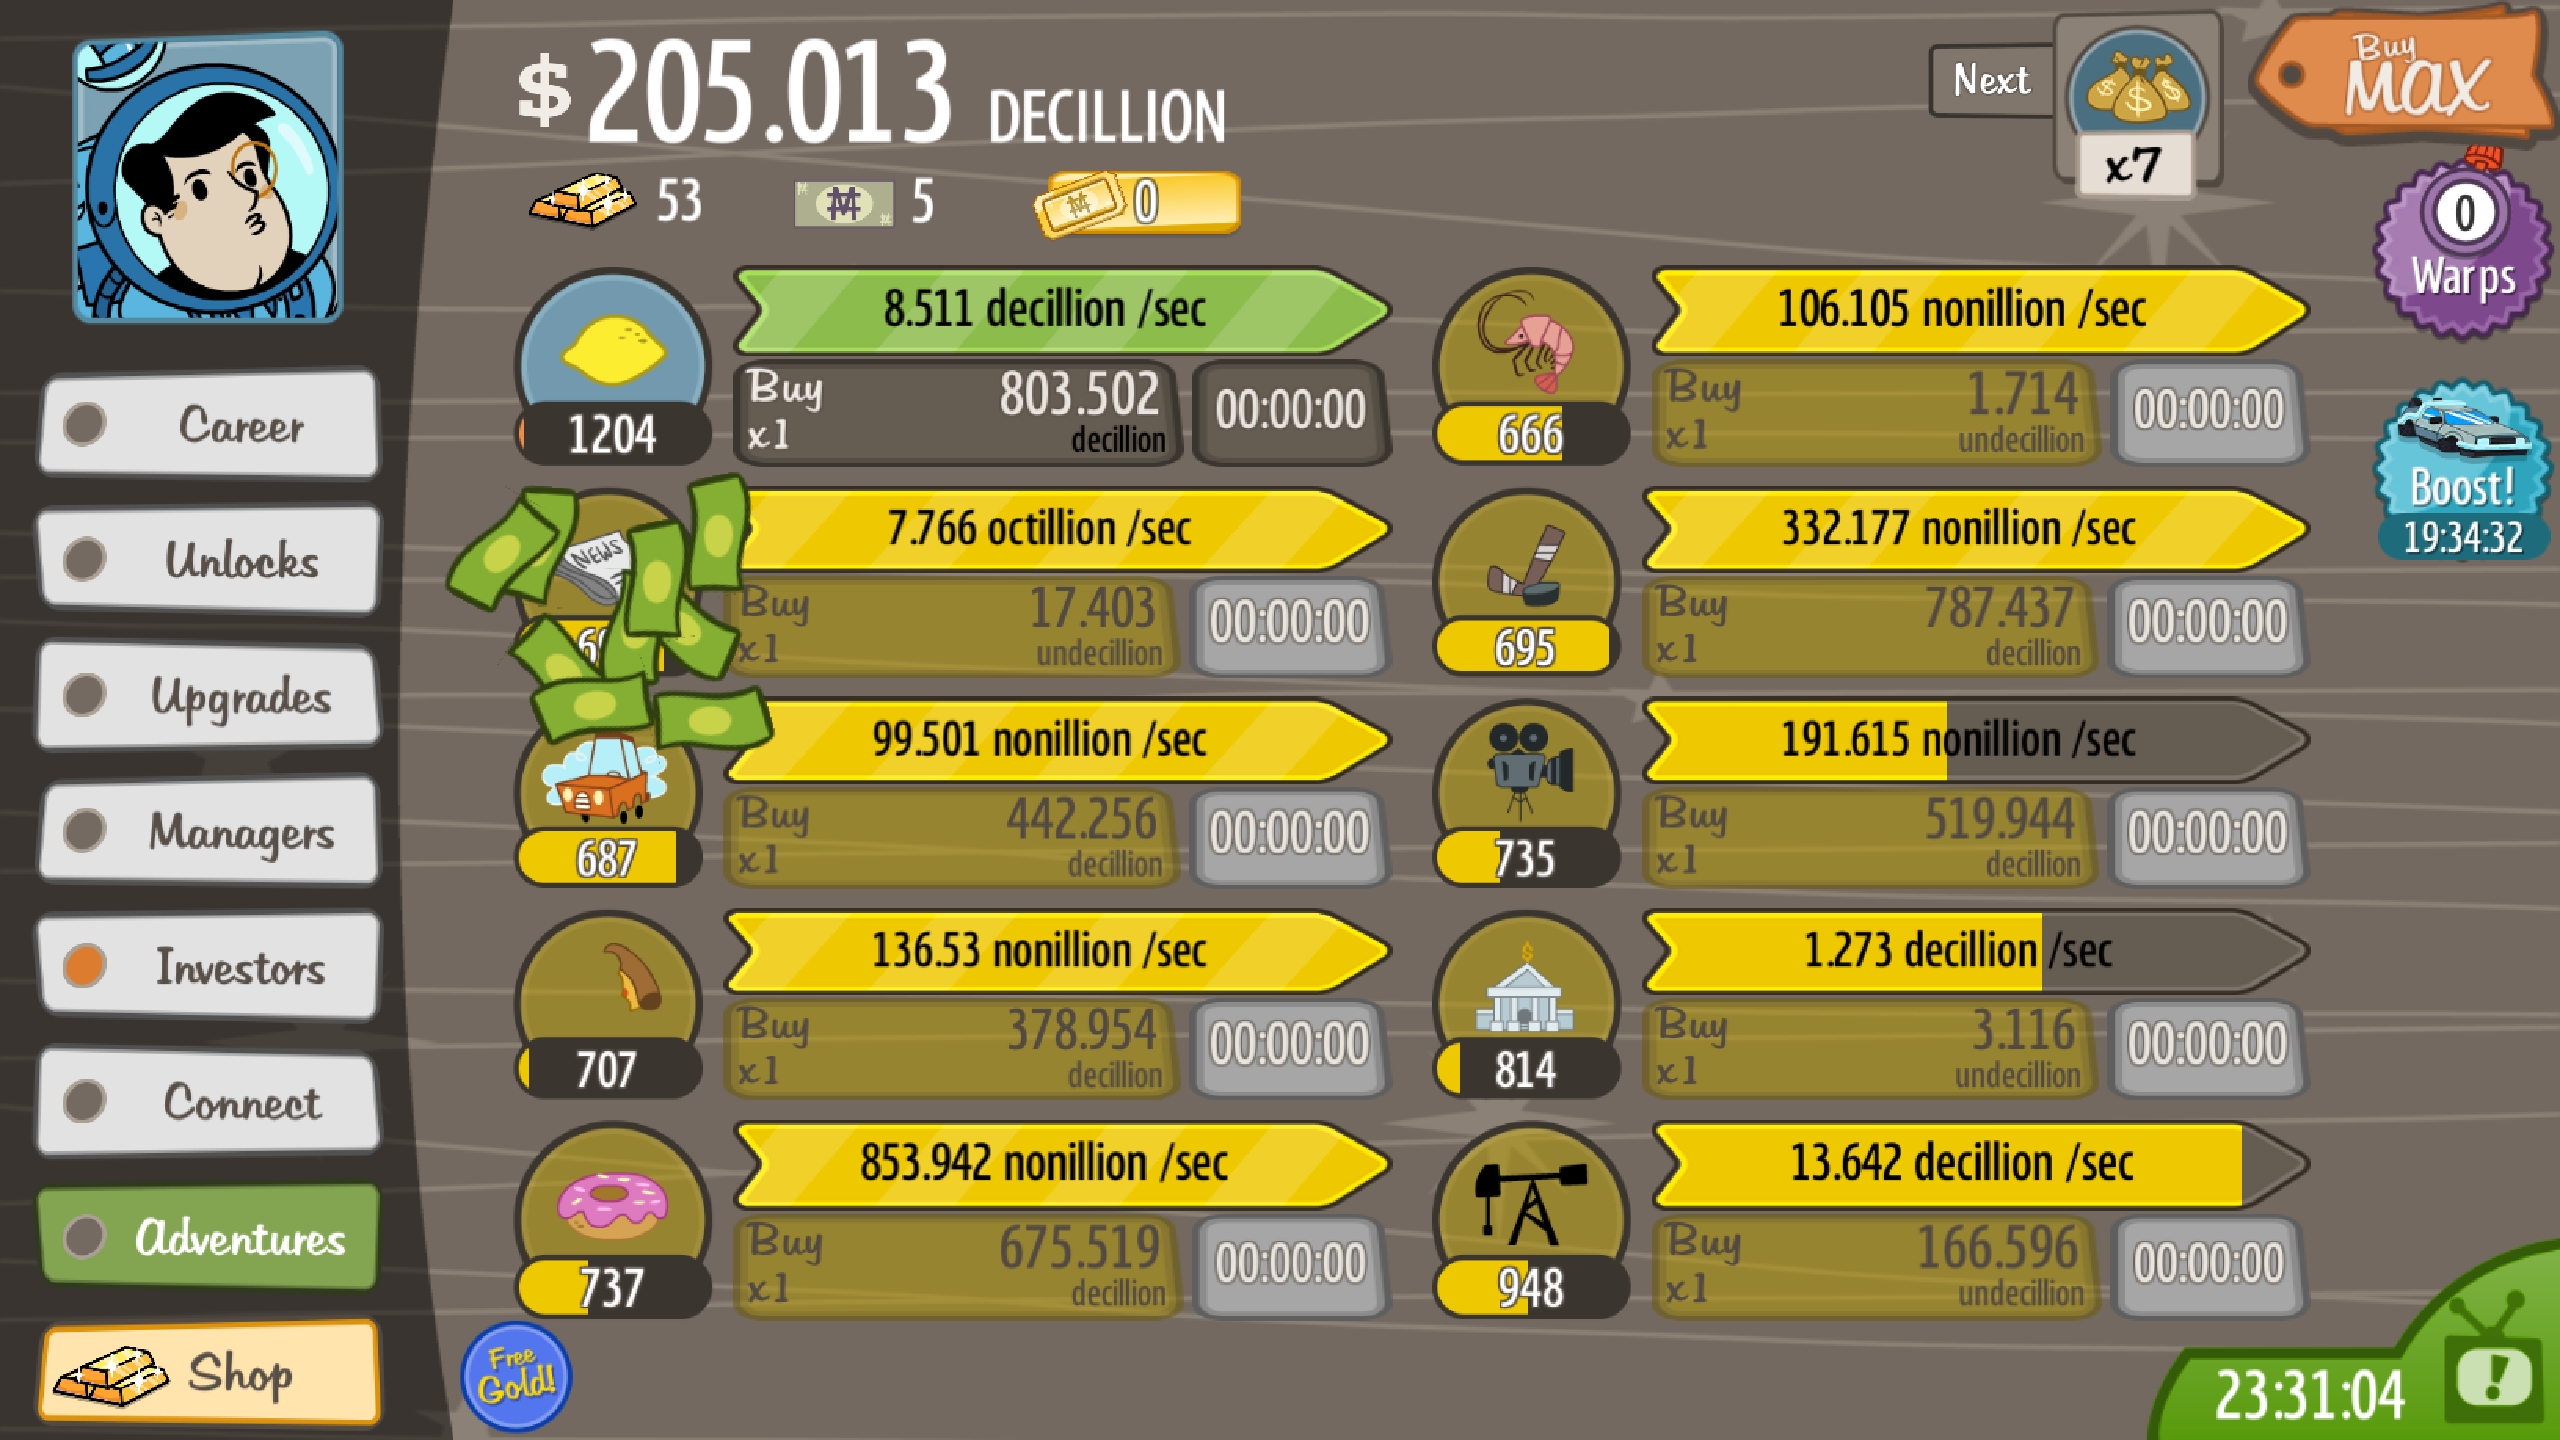 $ 205.013 DECILLION
Next
x7
Buy
MAX
53
5
0
0
Warps
Boost!
19:34:32
Career
Unlocks
Upgrades
Managers
Investors
Connect
Adventures
Shop
8.511 decillion /sec
1204
Buy
x1
803.502
decillion
00:00:00
106.105 nonillion /sec
666
Buy
x1
1.714
undecillion
00:00:00
NEWS
7.766 octillion /sec
Buy
x1
17.403
undecillion
00:00:00
332.177 nonillion /sec
695
Buy
x1
787.437
decillion
00:00:00
99.501 nonillion /sec
687
Buy
x1
442.256
decillion
00:00:00
191.615 nonillion /sec
735
Buy
x1
519.944
decillion
00:00:00
136.53 nonillion /sec
707
Buy
x1
378.954
decillion
00:00:00
1.273 decillion /sec
814
Buy
x1
3.116
undecillion
00:00:00
853.942 nonillion /sec
737
Buy
x1
675.519
decillion
00:00:00
13.642 decillion /sec
948
Buy
x1
166.596
undecillion
00:00:00
Free
Gold!
23:31:04